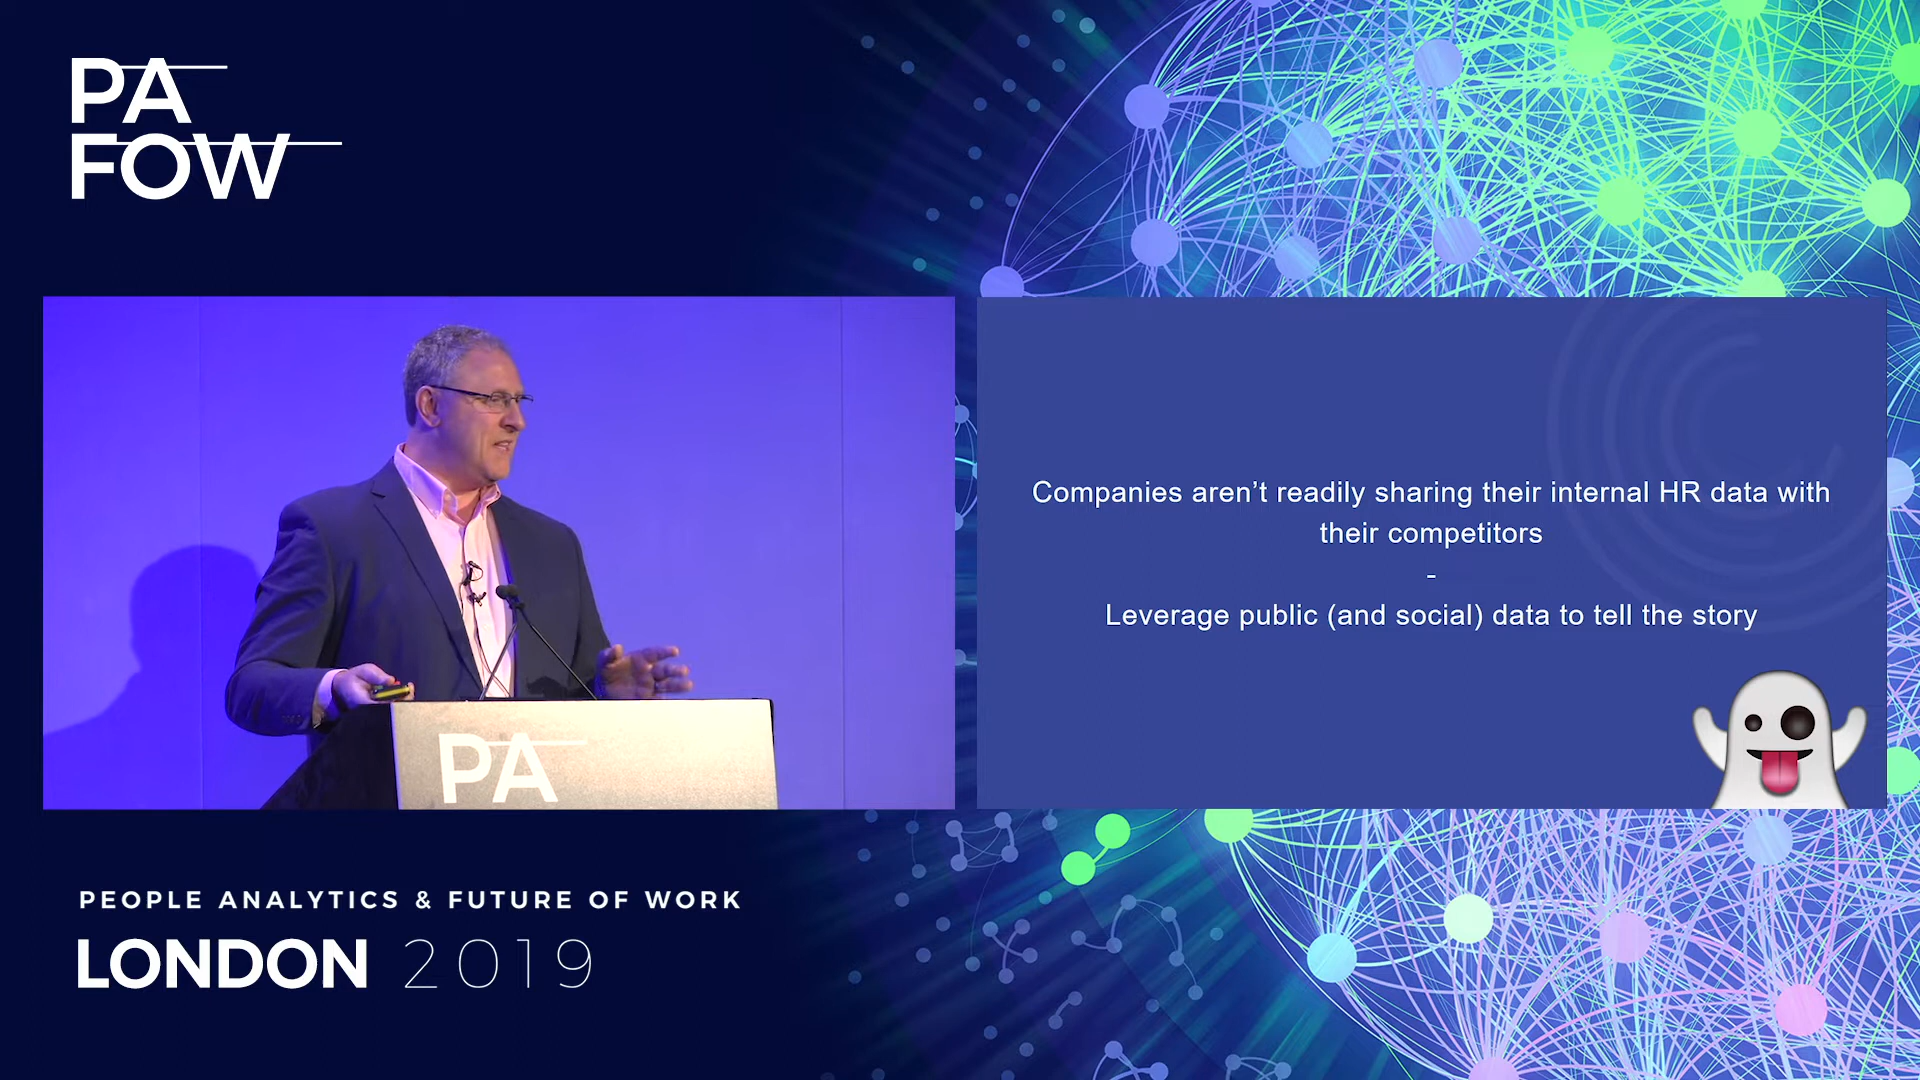 PA
FOW
Companies aren’t readily sharing their internal HR data with
their competitors
-
Leverage public (and social) data to tell the story
PA
PEOPLE ANALYTICS & FUTURE OF WORK
LONDON 2019